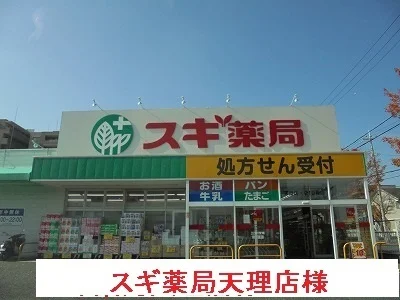 スギ薬局
処方せん受付
お酒
牛乳
パン
たまご
スギ薬局天理店様